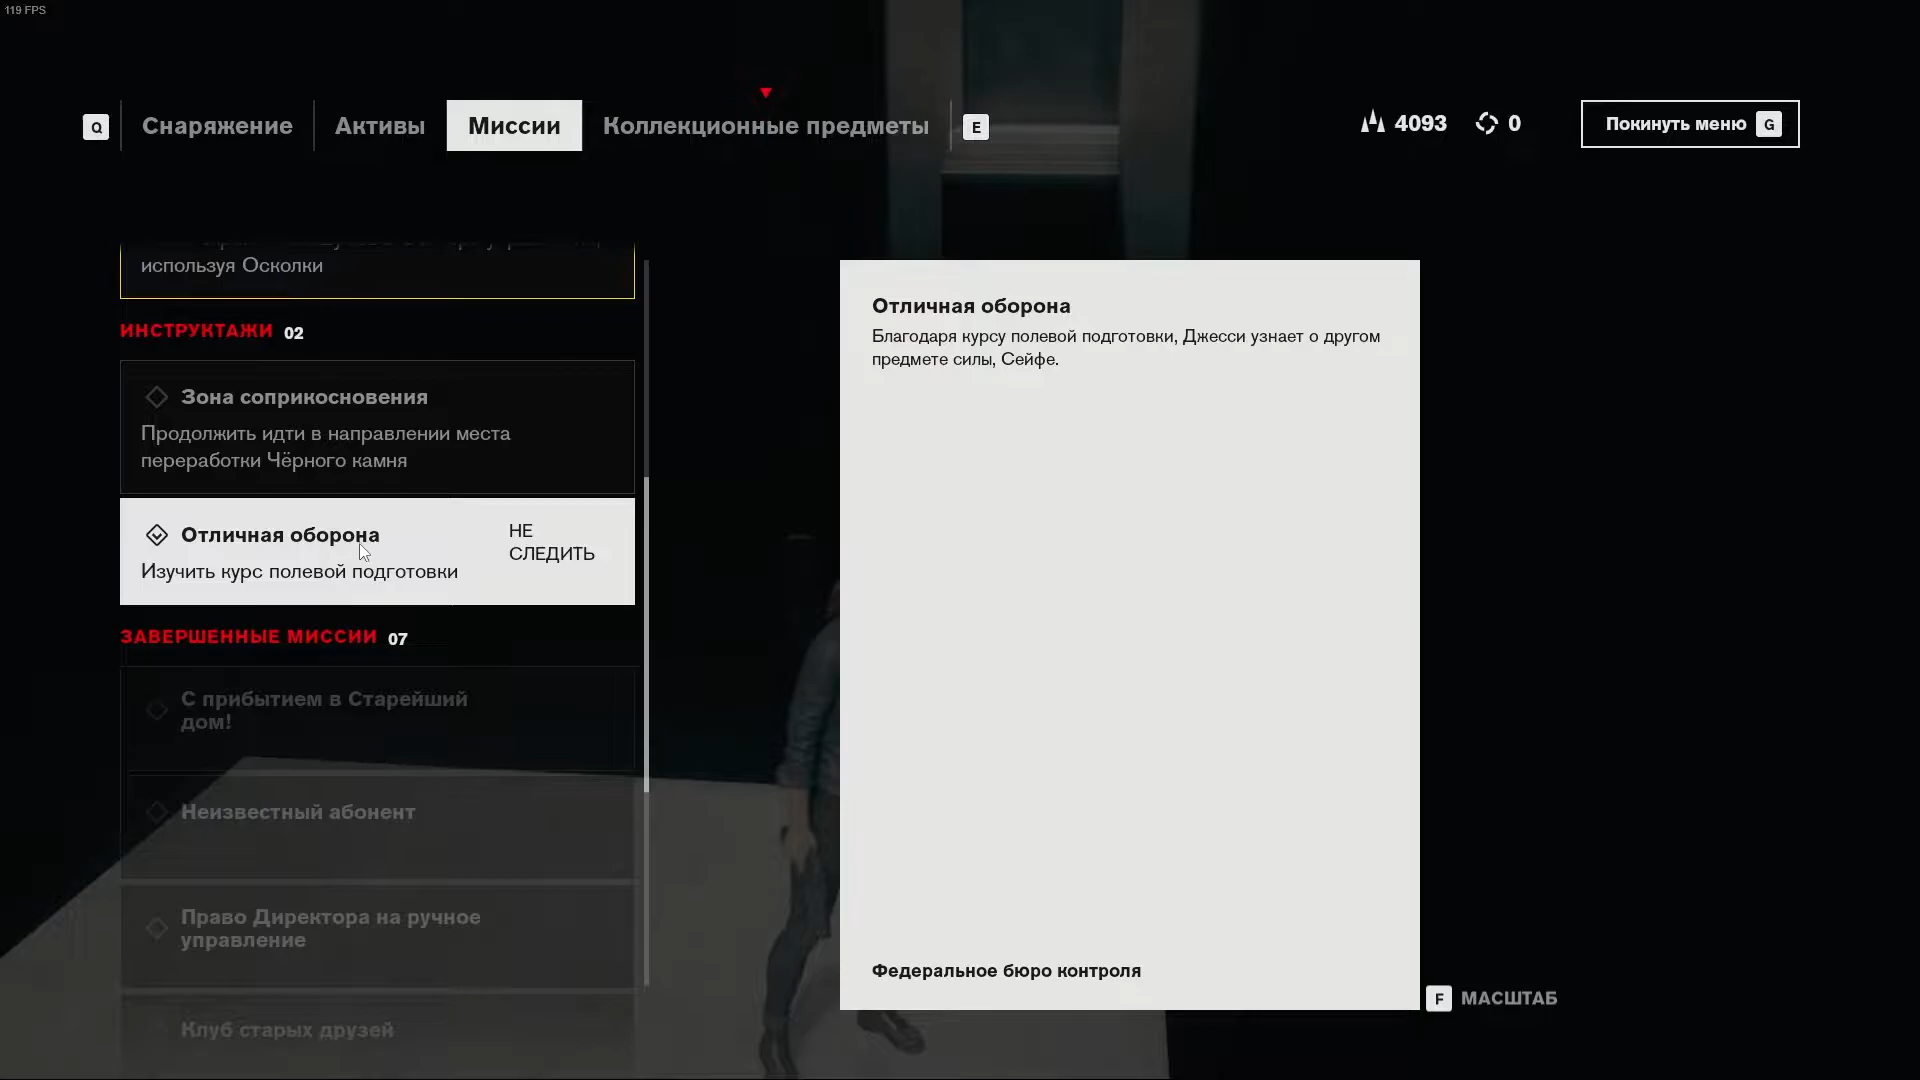 119 FPS
Q
Снаряжение
Активы
Миссии
Коллекционные предметы
E
4093
0
Покинуть меню G
используя Осколки
ИНСТРУКТАЖИ 02
Зона соприкосновения
Продолжить идти в направлении места
переработки Чёрного камня
Отличная оборона
НЕ
СЛЕДИТЬ
Изучить курс полевой подготовки
ЗАВЕРШЕННЫЕ МИССИИ 07
С прибытием в Старейший
дом!
Неизвестный абонент
Право Директора на ручное
управление
Клуб старых друзей
Отличная оборона
Благодаря курсу полевой подготовки, Джесси узнает о другом
предмете силы, Сейфе.
Федеральное бюро контроля
F МАСШТАБ